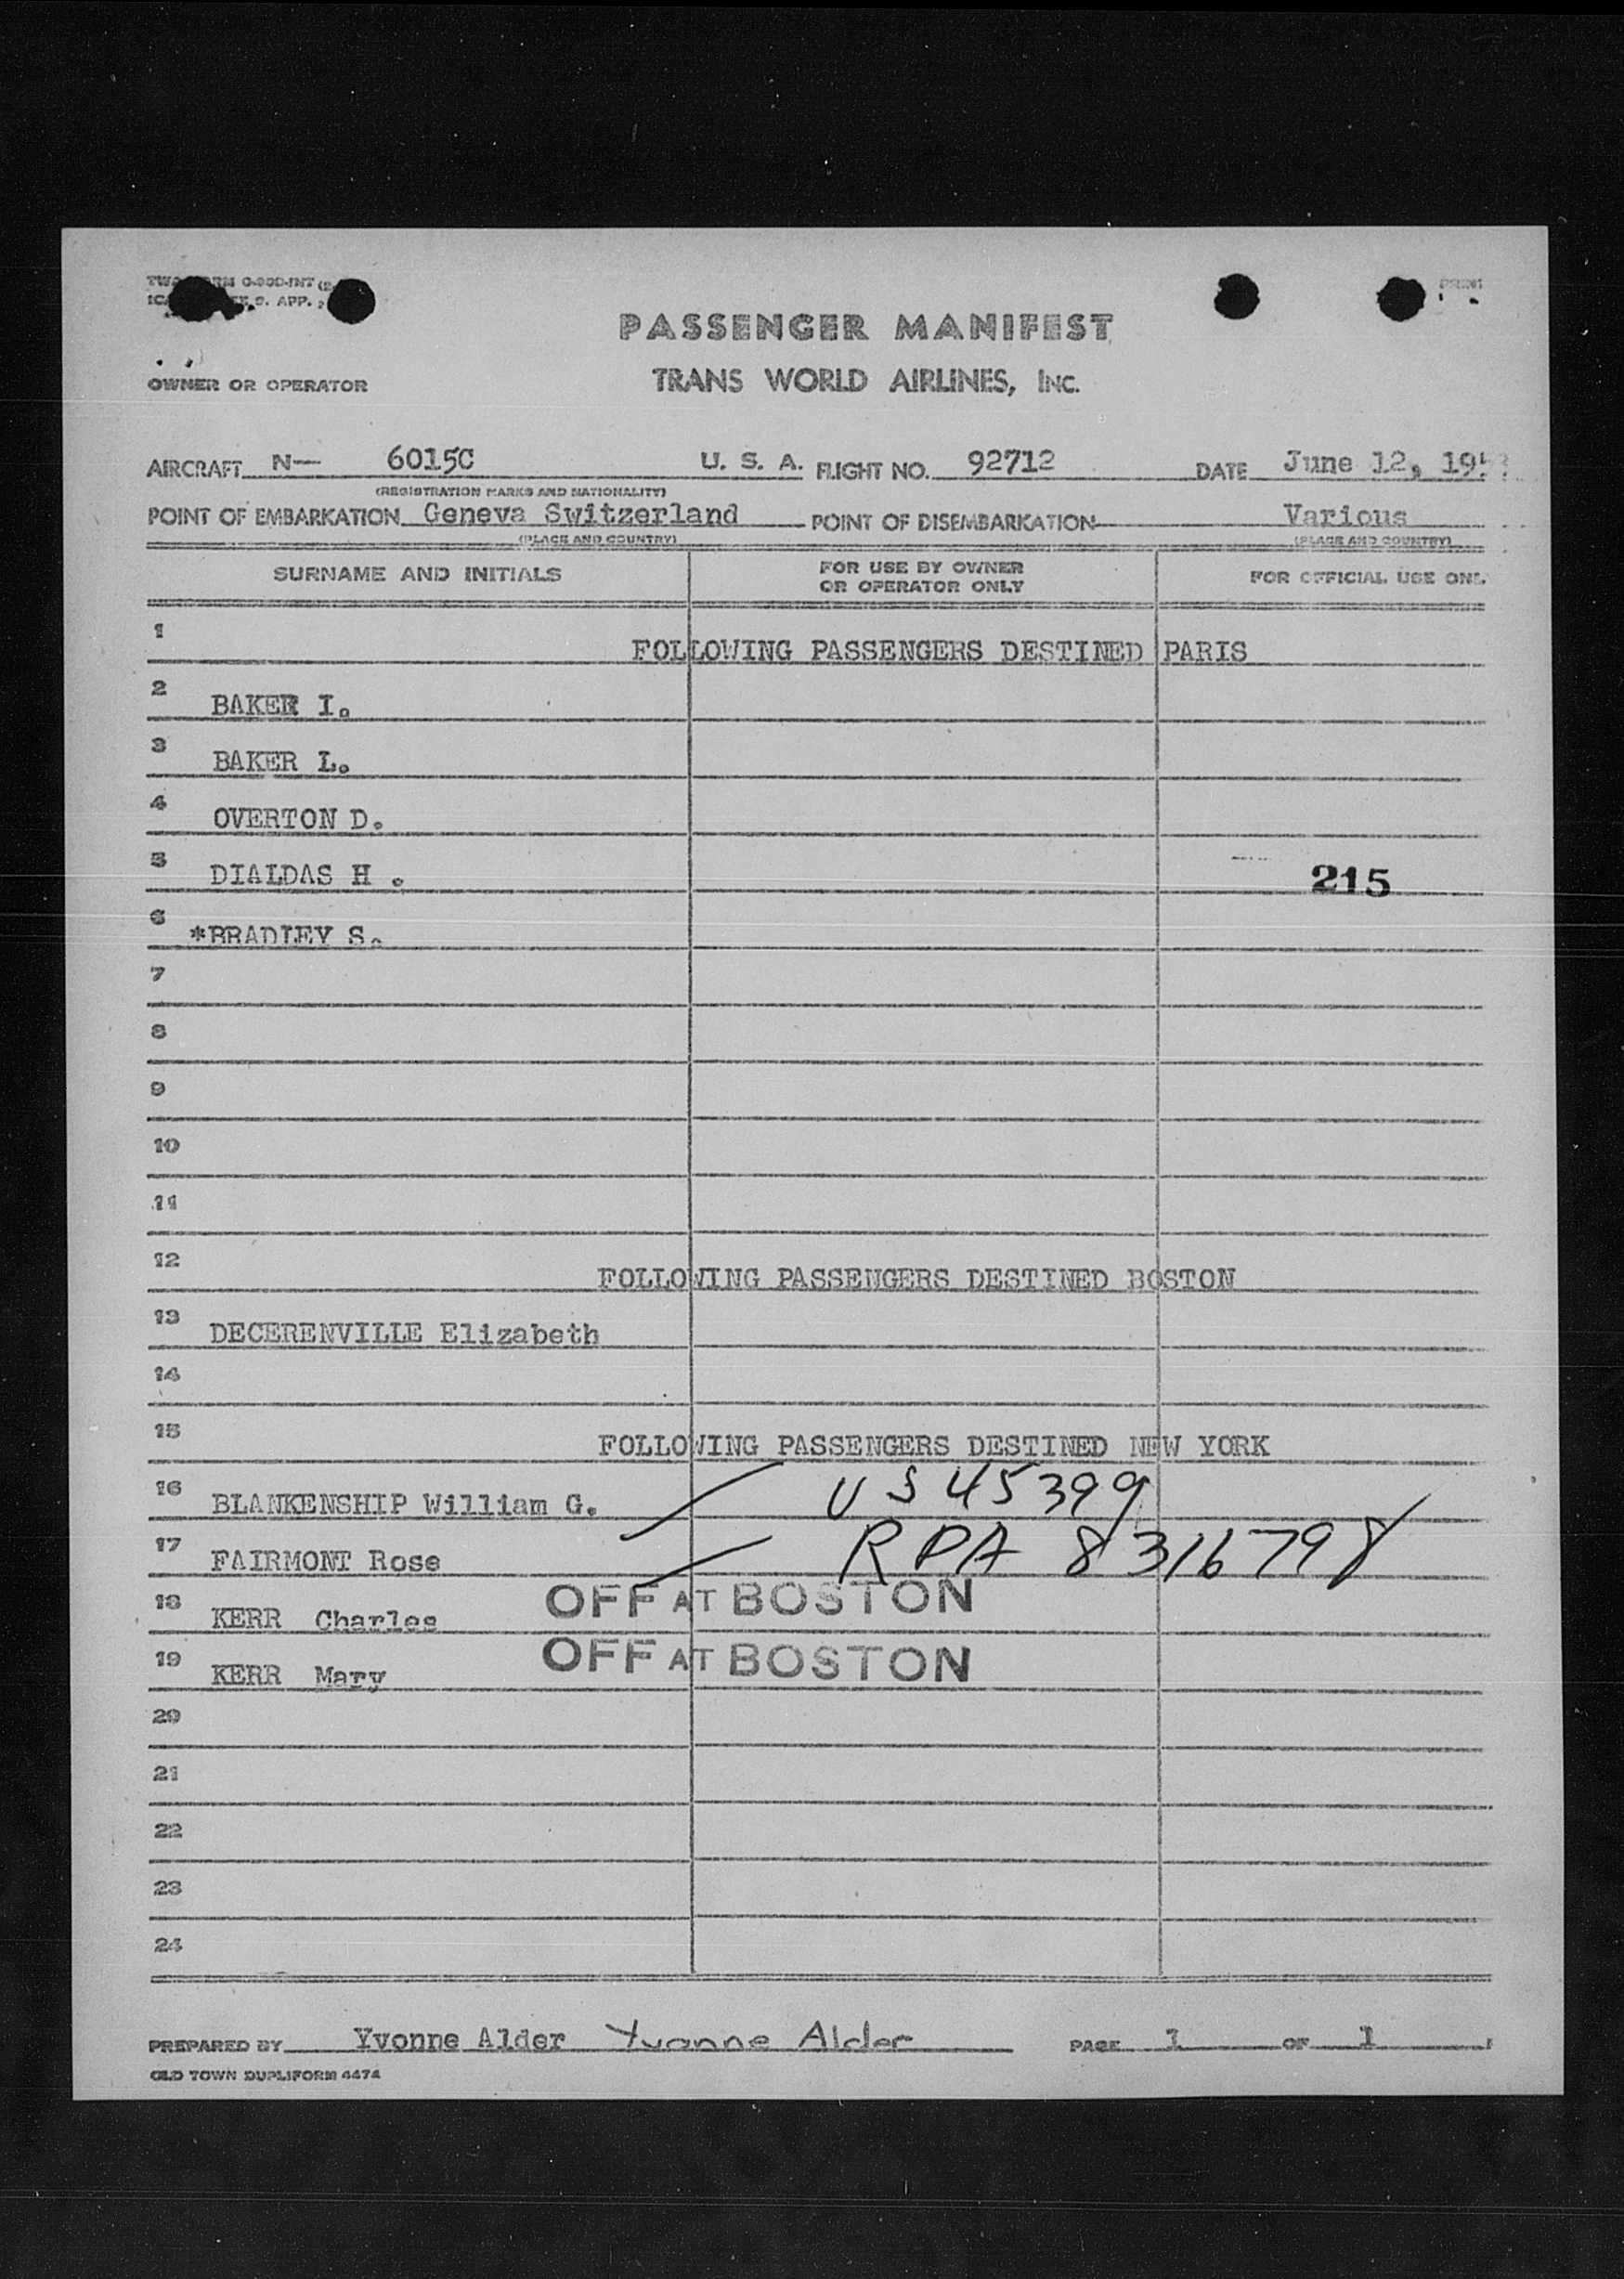 PASSENGER MANIFEST
OWNER OR OPERATOR
TRANS WORLD AIRLINES, INC.
AIRCRAFT N— 6015C U. S. A. FLIGHT NO. 92712 DATE June 12,
(REGISTRATION MARKS AND NATIONALITY)
POINT OF EMBARKATION Geneva Switzerland POINT OF DISEMBARKATION Various
(PLACE AND COUNTRY) (PLACE AND COUNTRY)
SURNAME AND INITIALS FOR USE BY OWNER OR OPERATOR ONLY FOR OFFICIAL USE
1 FOLLOWING PASSENGERS DESTINED PARIS
2 BAKER I.
3 BAKER L.
4 OVERTON D.
5 DIALDAS H . 215
6 *BRADLEY S.
7
8
9
10
11
12 FOLLOWING PASSENGERS DESTINED BOSTON
13 DECERENVILLE Elizabeth
14
15 FOLLOWING PASSENGERS DESTINED NEW YORK
16 BLANKENSHIP William G. US 45399
17 FAIRMONT Rose RPA 8316798
18 KERR Charles OFF AT BOSTON
19 KERR Mary OFF AT BOSTON
20
21
22
23
24
PREPARED BY Yvonne Alder Yvonne Alder PAGE 1 OF 1
OLD TOWN DUPLIFORM 4474